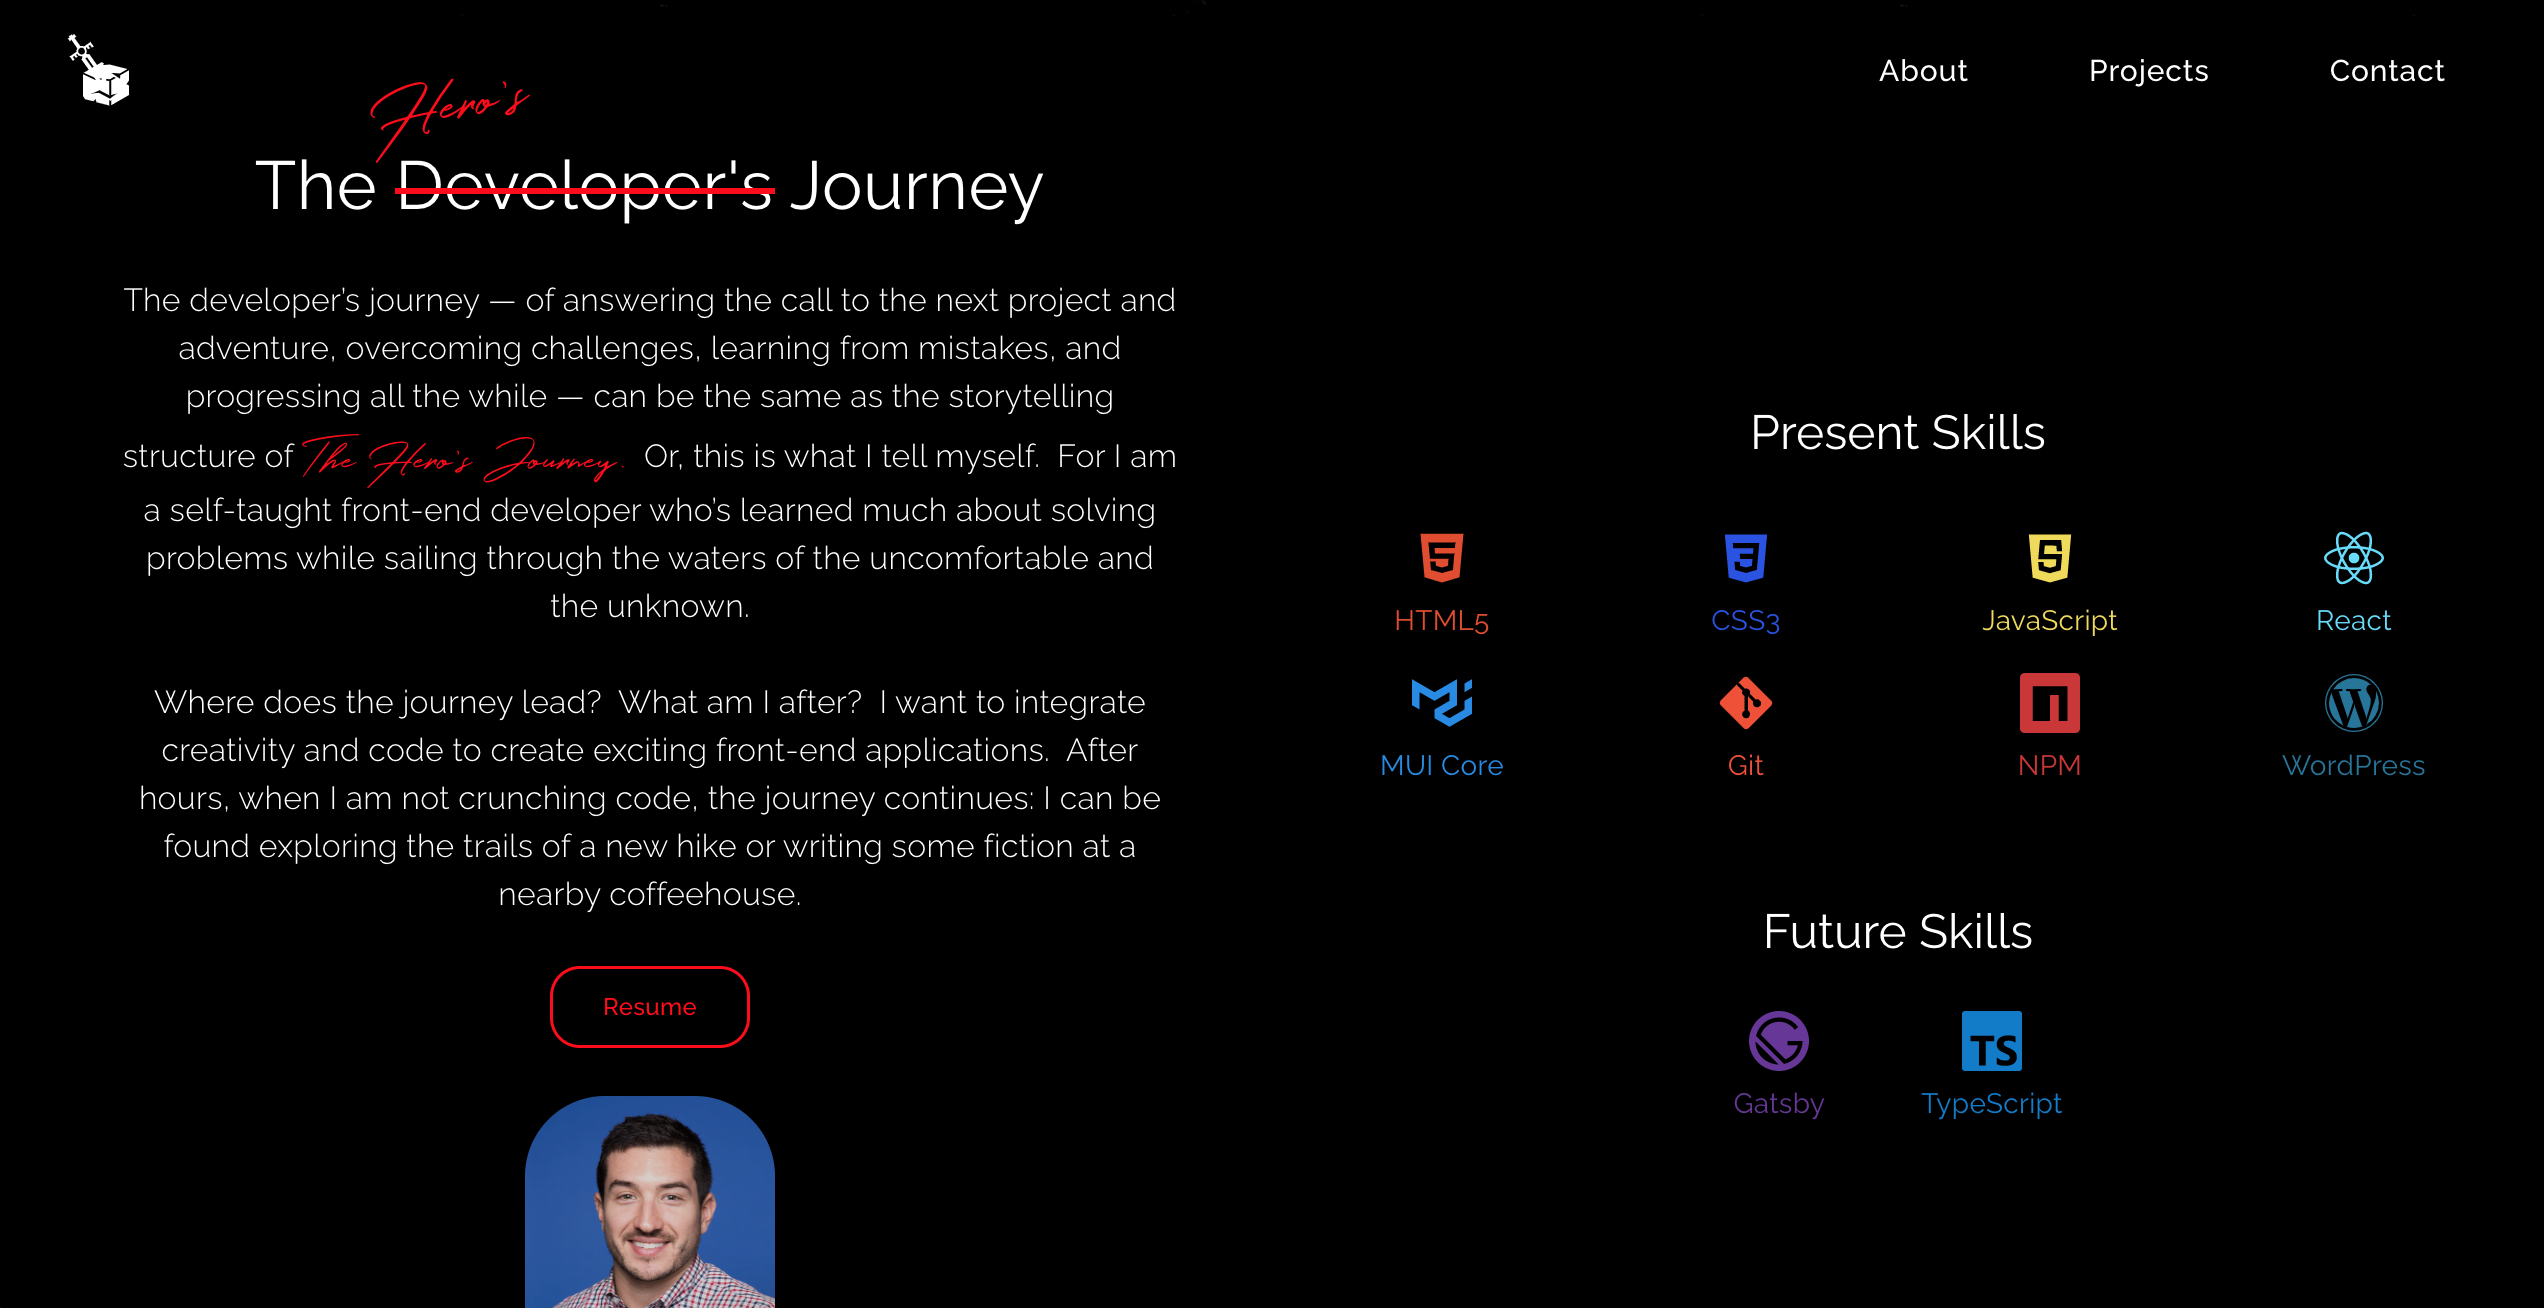 About
Projects
Contact
Hero's
The Developer's Journey
The developer’s journey — of answering the call to the next project and
adventure, overcoming challenges, learning from mistakes, and
progressing all the while — can be the same as the storytelling
structure of The Hero's Journey. Or, this is what I tell myself. For I am
a self-taught front-end developer who’s learned much about solving
problems while sailing through the waters of the uncomfortable and
the unknown.
Where does the journey lead? What am I after? I want to integrate
creativity and code to create exciting front-end applications. After
hours, when I am not crunching code, the journey continues: I can be
found exploring the trails of a new hike or writing some fiction at a
nearby coffeehouse.
Resume
Present Skills
HTML5
CSS3
JavaScript
React
MUI Core
Git
NPM
WordPress
Future Skills
TS
Gatsby
TypeScript